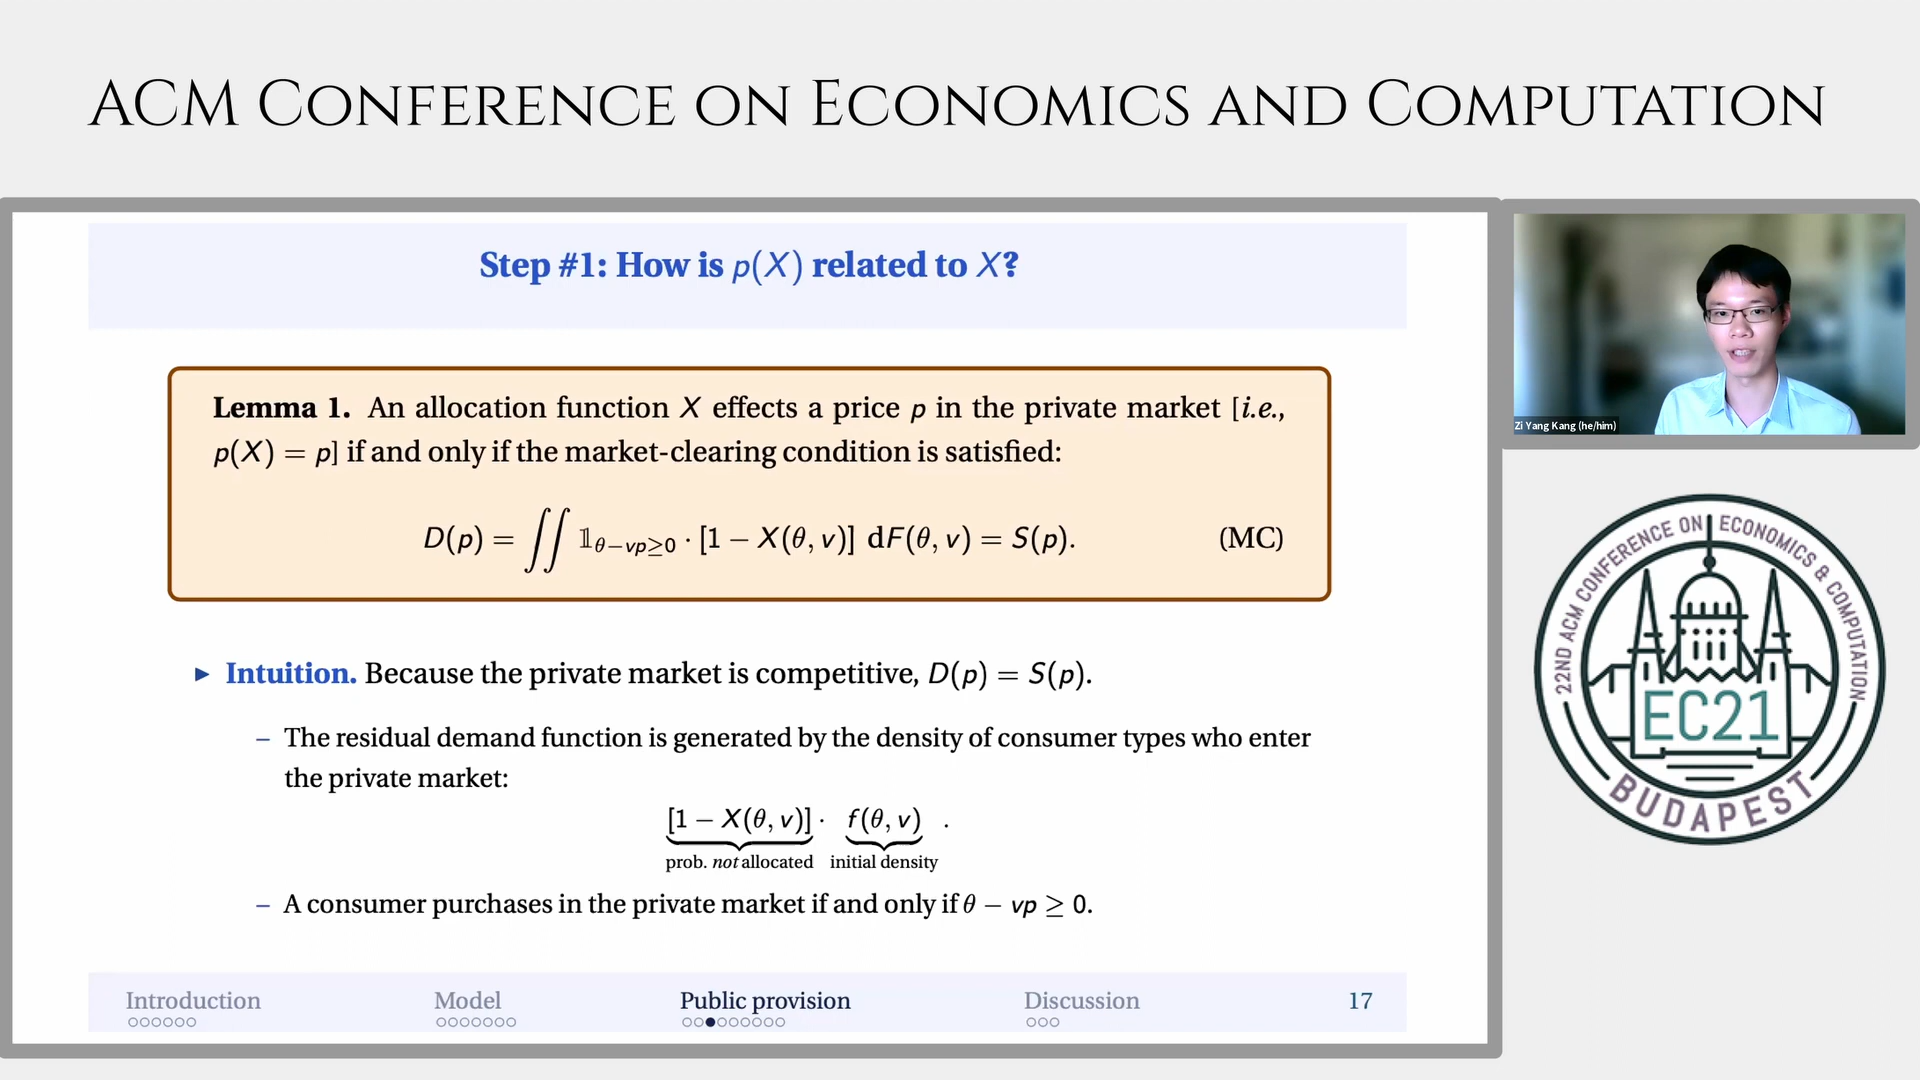 ACM CONFERENCE ON ECONOMICS AND COMPUTATION
Step #1: How is p(X) related to X?
Lemma 1. An allocation function X effects a price p in the private market [i.e.,
p(X) = p] if and only if the market-clearing condition is satisfied:
D(p) = ∬ 𝟙_{θ−vp≥0} · [1 − X(θ, v)] dF(θ, v) = S(p). (MC)
► Intuition. Because the private market is competitive, D(p) = S(p).
– The residual demand function is generated by the density of consumer types who enter
the private market:
[1 − X(θ, v)] · f(θ, v) .
prob. not allocated initial density
– A consumer purchases in the private market if and only if θ − vp ≥ 0.
Introduction Model Public provision Discussion 17
Zi Yang Kang (he/him)
22ND ACM CONFERENCE ON ECONOMICS & COMPUTATION
EC21
BUDAPEST